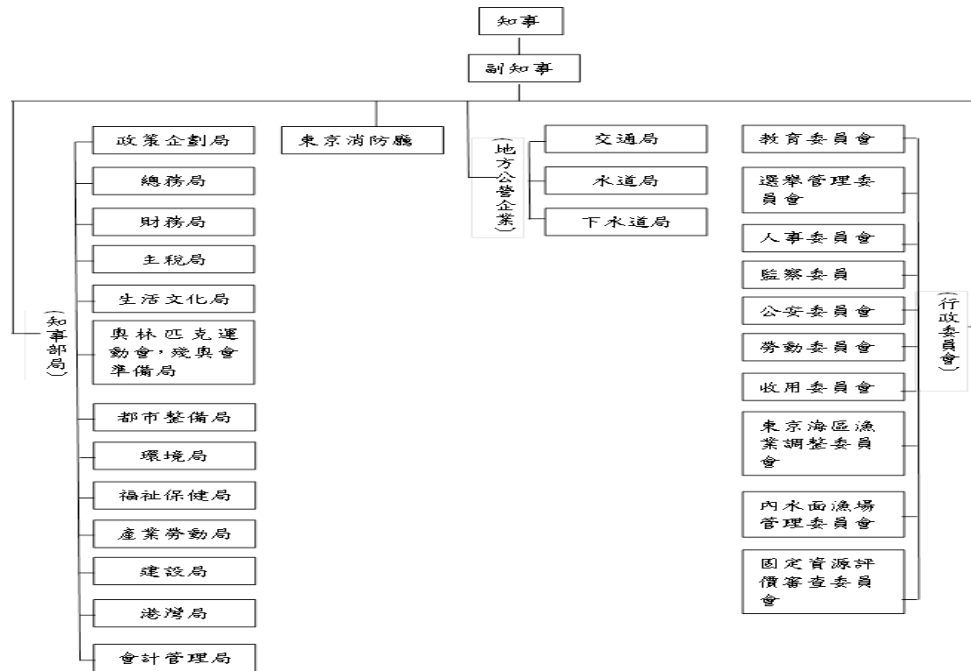 知事
副知事
政策企劃局
總務局
財務局
主稅局
生活文化局
奧林匹克運
動會，殘奧會
準備局
都市整備局
環境局
福祉保健局
產業勞動局
建設局
港灣局
會計管理局
(知事部局)
東京消防廳
(地方公營企業)
交通局
水道局
下水道局
教育委員會
選舉管理委
員會
人事委員會
監察委員
公安委員會
勞動委員會
收用委員會
東京海區漁
業調整委員
會
內水面漁場
管理委員會
固定資源評
價審查委員
會
(行政委員會)